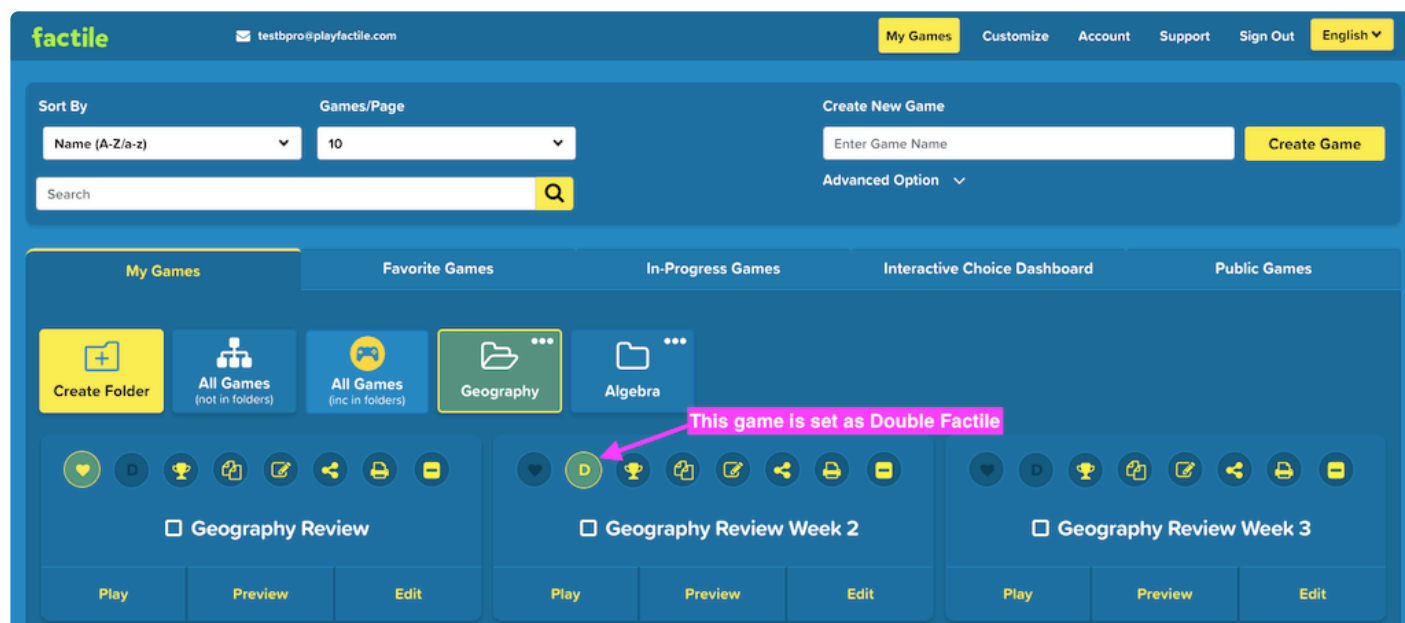 factile
testbpro@playfactile.com
My Games
Customize
Account
Support
Sign Out
English
Sort By
Games/Page
Create New Game
Name (A-Z/a-z)
10
Enter Game Name
Create Game
Advanced Option
Search
My Games
Favorite Games
In-Progress Games
Interactive Choice Dashboard
Public Games
Create Folder
All Games
(not in folders)
All Games
(inc in folders)
Geography
Algebra
This game is set as Double Factile
D
D
D
Geography Review
Geography Review Week 2
Geography Review Week 3
Play
Preview
Edit
Play
Preview
Edit
Play
Preview
Edit